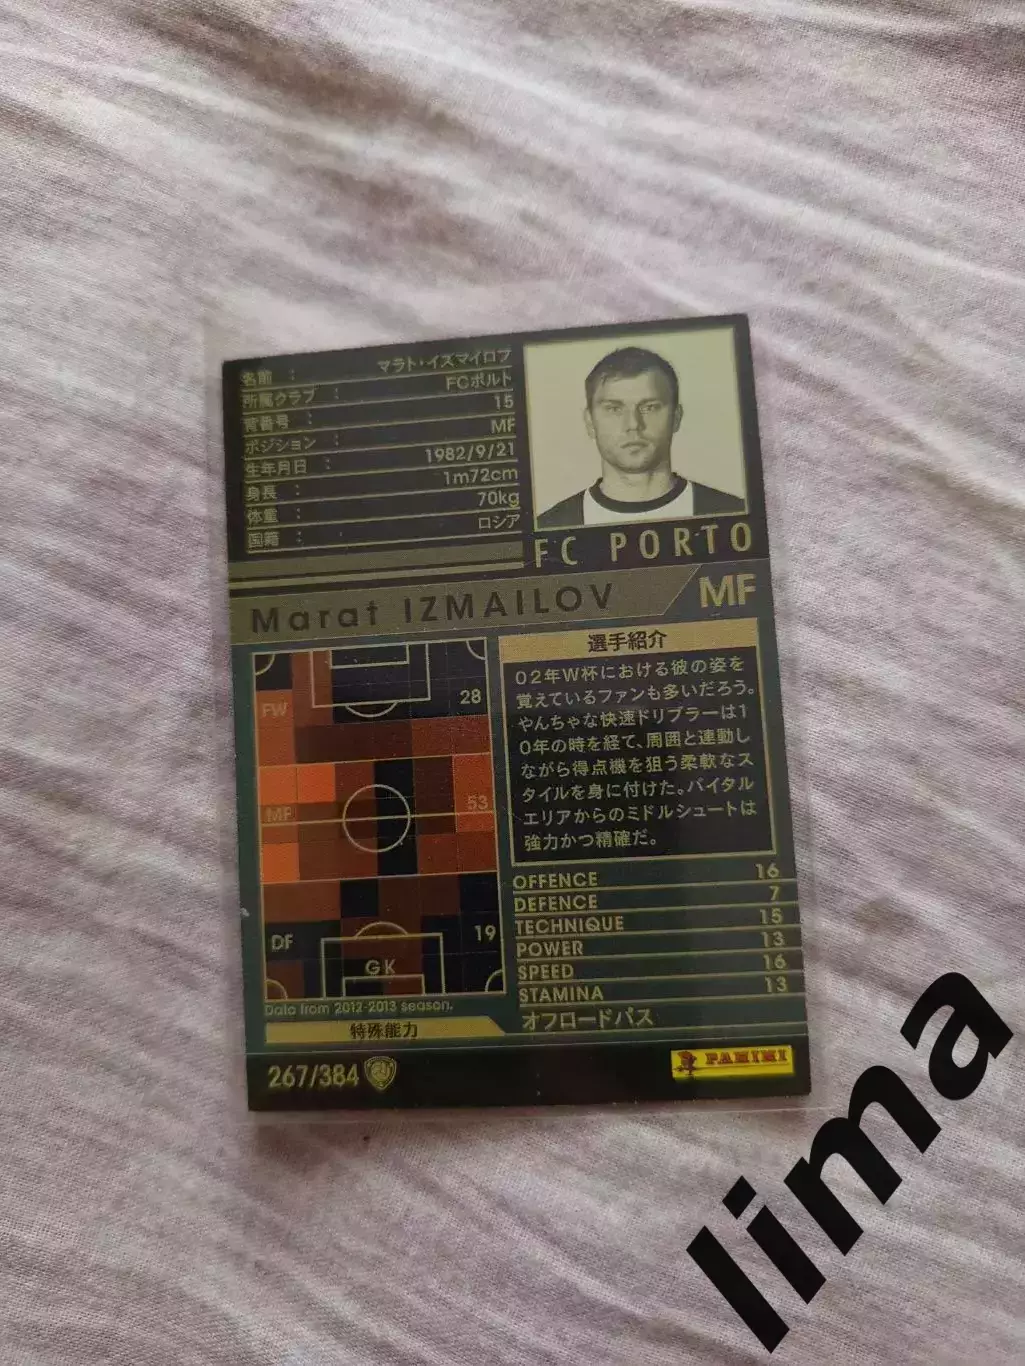 名前 : マラト・イズマイロフ
所属クラブ : FCポルト
背番号 : 15
ポジション : MF
生年月日 : 1982/9/21
身長 : 1m72cm
体重 : 70kg
国籍 : ロシア
FC PORTO
Marat IZMAILOV MF
FW 28
MF 53
DF 19
GK
Data from 2012-2013 season.
選手紹介
02年W杯における彼の姿を
覚えているファンも多いだろう。
やんちゃな快速ドリブラーは1
0年の時を経て、周囲と連動し
ながら得点機を狙う柔軟なス
タイルを身に付けた。バイタル
エリアからのミドルシュートは
強力かつ精確だ。
OFFENCE 16
DEFENCE 7
TECHNIQUE 15
POWER 13
SPEED 16
STAMINA 13
特殊能力 オフロードパス
267/384
PANINI
lima